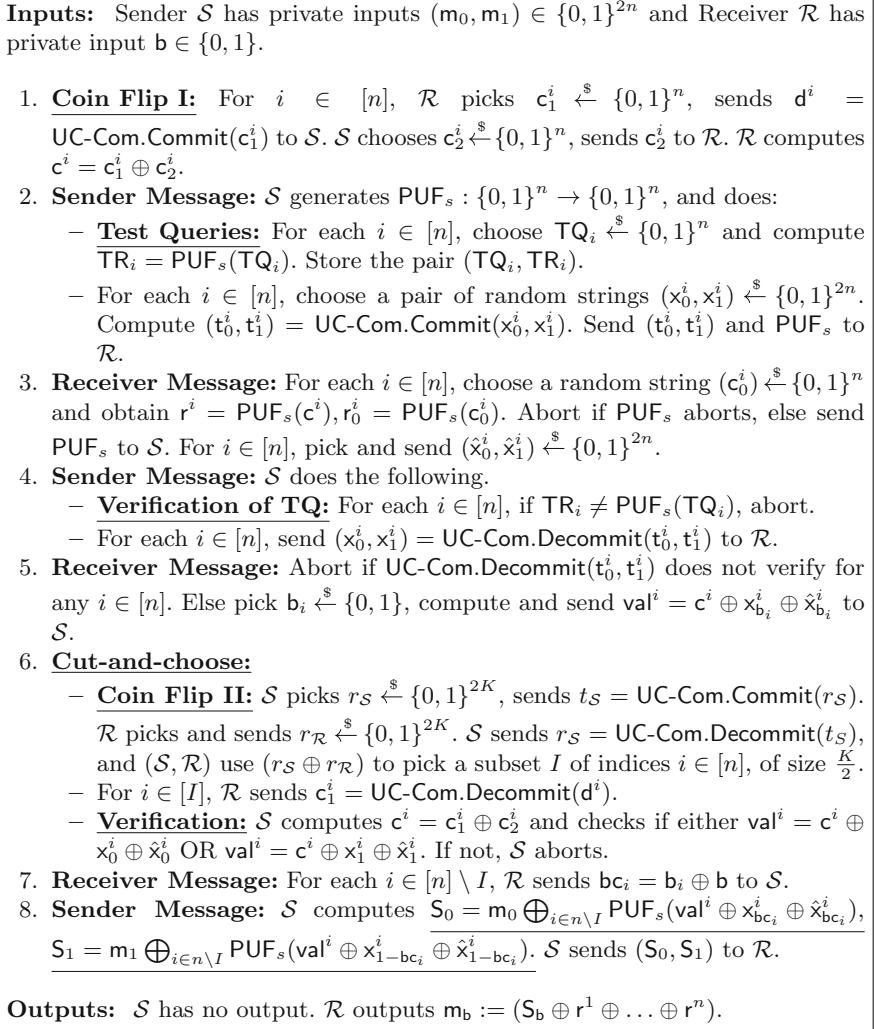 Inputs: Sender 𝒮 has private inputs (m₀, m₁) ∈ {0, 1}²ⁿ and Receiver ℛ has
private input b ∈ {0, 1}.
1. Coin Flip I: For i ∈ [n], ℛ picks c₁ⁱ ←$ {0, 1}ⁿ, sends dⁱ =
UC-Com.Commit(c₁ⁱ) to 𝒮. 𝒮 chooses c₂ⁱ ←$ {0, 1}ⁿ, sends c₂ⁱ to ℛ. ℛ computes
cⁱ = c₁ⁱ ⊕ c₂ⁱ.
2. Sender Message: 𝒮 generates PUFₛ : {0, 1}ⁿ → {0, 1}ⁿ, and does:
– Test Queries: For each i ∈ [n], choose TQᵢ ←$ {0, 1}ⁿ and compute
TRᵢ = PUFₛ(TQᵢ). Store the pair (TQᵢ, TRᵢ).
– For each i ∈ [n], choose a pair of random strings (x₀ⁱ, x₁ⁱ) ←$ {0, 1}²ⁿ.
Compute (t₀ⁱ, t₁ⁱ) = UC-Com.Commit(x₀ⁱ, x₁ⁱ). Send (t₀ⁱ, t₁ⁱ) and PUFₛ to
ℛ.
3. Receiver Message: For each i ∈ [n], choose a random string (c₀ⁱ) ←$ {0, 1}ⁿ
and obtain rⁱ = PUFₛ(cⁱ), r₀ⁱ = PUFₛ(c₀ⁱ). Abort if PUFₛ aborts, else send
PUFₛ to 𝒮. For i ∈ [n], pick and send (x̂₀ⁱ, x̂₁ⁱ) ←$ {0, 1}²ⁿ.
4. Sender Message: 𝒮 does the following.
– Verification of TQ: For each i ∈ [n], if TRᵢ ≠ PUFₛ(TQᵢ), abort.
– For each i ∈ [n], send (x₀ⁱ, x₁ⁱ) = UC-Com.Decommit(t₀ⁱ, t₁ⁱ) to ℛ.
5. Receiver Message: Abort if UC-Com.Decommit(t₀ⁱ, t₁ⁱ) does not verify for
any i ∈ [n]. Else pick bᵢ ←$ {0, 1}, compute and send valⁱ = cⁱ ⊕ x_{bᵢ}ⁱ ⊕ x̂_{bᵢ}ⁱ to
𝒮.
6. Cut-and-choose:
– Coin Flip II: 𝒮 picks r_𝒮 ←$ {0, 1}²ᴷ, sends t_𝒮 = UC-Com.Commit(r_𝒮).
ℛ picks and sends r_ℛ ←$ {0, 1}²ᴷ. 𝒮 sends r_𝒮 = UC-Com.Decommit(t_S),
and (𝒮, ℛ) use (r_𝒮 ⊕ r_ℛ) to pick a subset I of indices i ∈ [n], of size K/2.
– For i ∈ [I], ℛ sends c₁ⁱ = UC-Com.Decommit(dⁱ).
– Verification: 𝒮 computes cⁱ = c₁ⁱ ⊕ c₂ⁱ and checks if either valⁱ = cⁱ ⊕
x₀ⁱ ⊕ x̂₀ⁱ OR valⁱ = cⁱ ⊕ x₁ⁱ ⊕ x̂₁ⁱ. If not, 𝒮 aborts.
7. Receiver Message: For each i ∈ [n] \ I, ℛ sends bcᵢ = bᵢ ⊕ b to 𝒮.
8. Sender Message: 𝒮 computes S₀ = m₀ ⨁_{i∈n\I} PUFₛ(valⁱ ⊕ x_{bcᵢ}ⁱ ⊕ x̂_{bcᵢ}ⁱ),
S₁ = m₁ ⨁_{i∈n\I} PUFₛ(valⁱ ⊕ x_{1−bcᵢ}ⁱ ⊕ x̂_{1−bcᵢ}ⁱ). 𝒮 sends (S₀, S₁) to ℛ.
Outputs: 𝒮 has no output. ℛ outputs m_b := (S_b ⊕ r¹ ⊕ … ⊕ rⁿ).